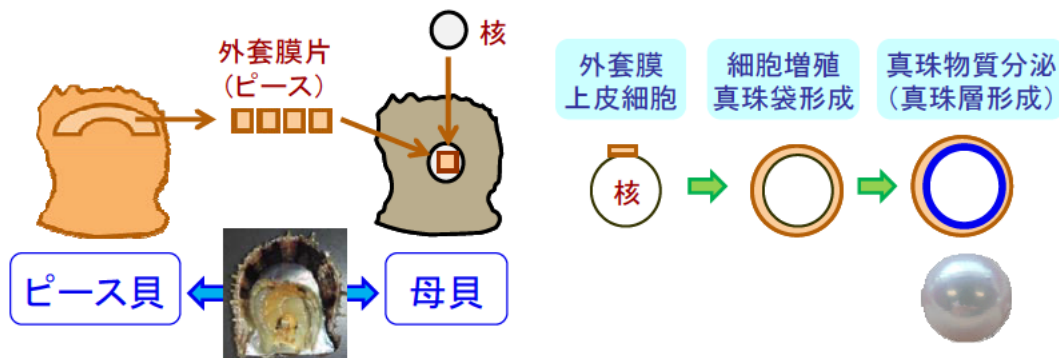 外套膜片
(ピース)
核
ピース貝
母貝
外套膜
上皮細胞
細胞増殖
真珠袋形成
真珠物質分泌
(真珠層形成)
核